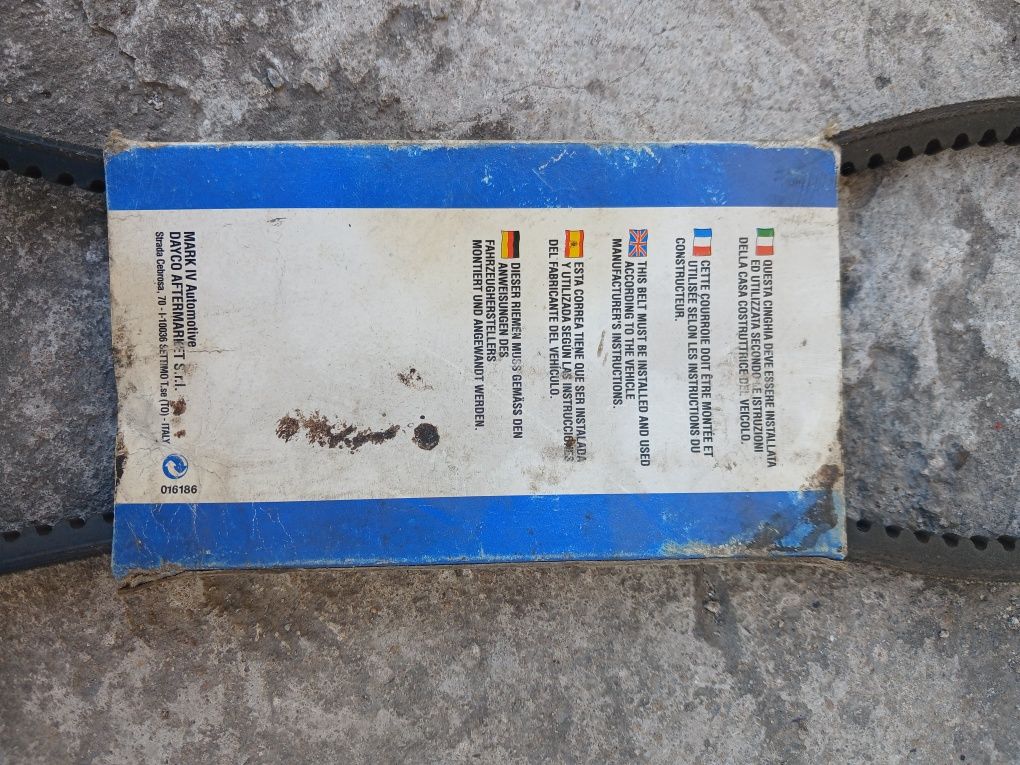 QUESTA CINGHIA DEVE ESSERE INSTALLATA
ED UTILIZZATA SECONDO LE ISTRUZIONI
DELLA CASA COSTRUTTRICE DEL VEICOLO.
CETTE COURROIE DOIT ÊTRE MONTÉE ET
UTILISÉE SELON LES INSTRUCTIONS DU
CONSTRUCTEUR.
THIS BELT MUST BE INSTALLED AND USED
ACCORDING TO THE VEHICLE
MANUFACTURER'S INSTRUCTIONS.
ESTA CORREA TIENE QUE SER INSTALADA
Y UTILIZADA SEGÚN LAS INSTRUCCIONES
DEL FABRICANTE DEL VEHÍCULO.
DIESER RIEMEN MUSS GEMÄSS DEN
ANWEISUNGEN DES
FAHRZEUGHERSTELLERS
MONTIERT UND ANGEWANDT WERDEN.
MARK IV Automotive
DAYCO AFTERMARKET S.r.l.
Strada Cebrosa, 70 - I-10036 SETTIMO T.se (TO) - ITALY
016186